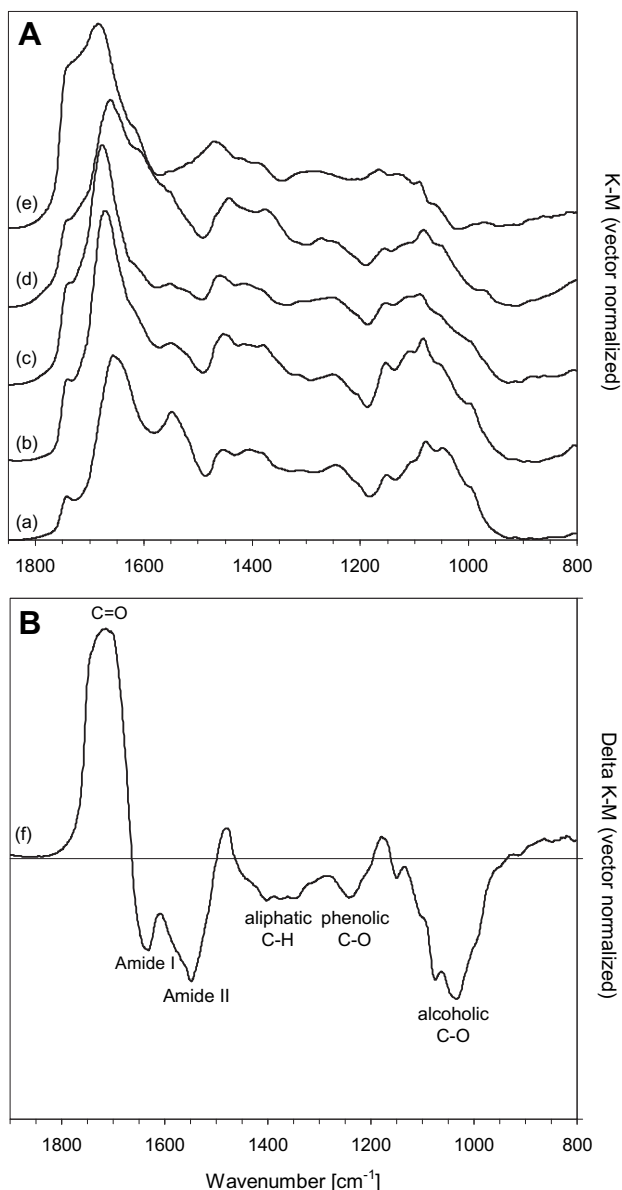 A
K-M (vector normalized)
(e)
(d)
(c)
(b)
(a)
1800 1600 1400 1200 1000 800
B
C=O
Delta K-M (vector normalized)
(f)
aliphatic
C-H
phenolic
C-O
Amide I
Amide II
alcoholic
C-O
1800 1600 1400 1200 1000 800
Wavenumber [cm⁻¹]